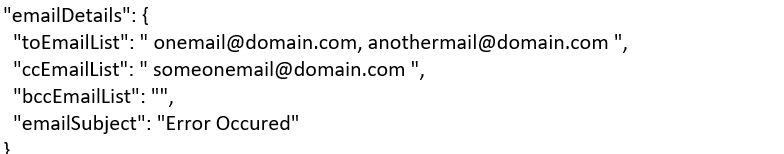 "emailDetails": {
"toEmailList": " onemail@domain.com, anothermail@domain.com ",
"ccEmailList": " someonemail@domain.com ",
"bccEmailList": "",
"emailSubject": "Error Occured"
}